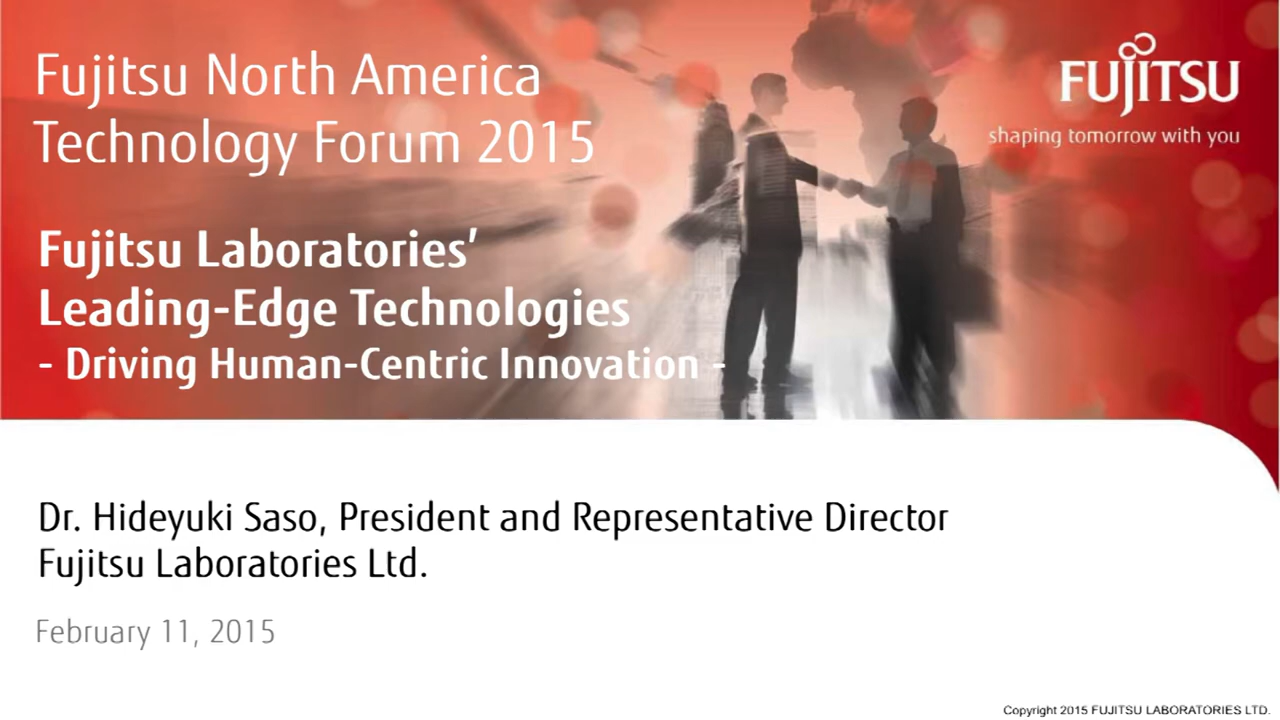 Fujitsu North America
Technology Forum 2015
FUJITSU
shaping tomorrow with you
Fujitsu Laboratories’
Leading-Edge Technologies
- Driving Human-Centric Innovation -
Dr. Hideyuki Saso, President and Representative Director
Fujitsu Laboratories Ltd.
February 11, 2015
Copyright 2015 FUJITSU LABORATORIES LTD.